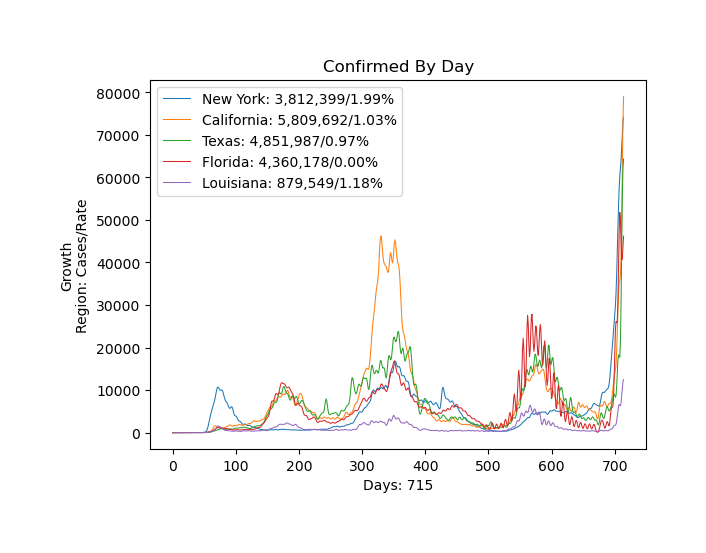 Confirmed By Day
80000
70000
60000
50000
40000
30000
20000
10000
0
New York: 3,812,399/1.99%
California: 5,809,692/1.03%
Texas: 4,851,987/0.97%
Florida: 4,360,178/0.00%
Louisiana: 879,549/1.18%
Growth
Region: Cases/Rate
0 100 200 300 400 500 600 700
Days: 715